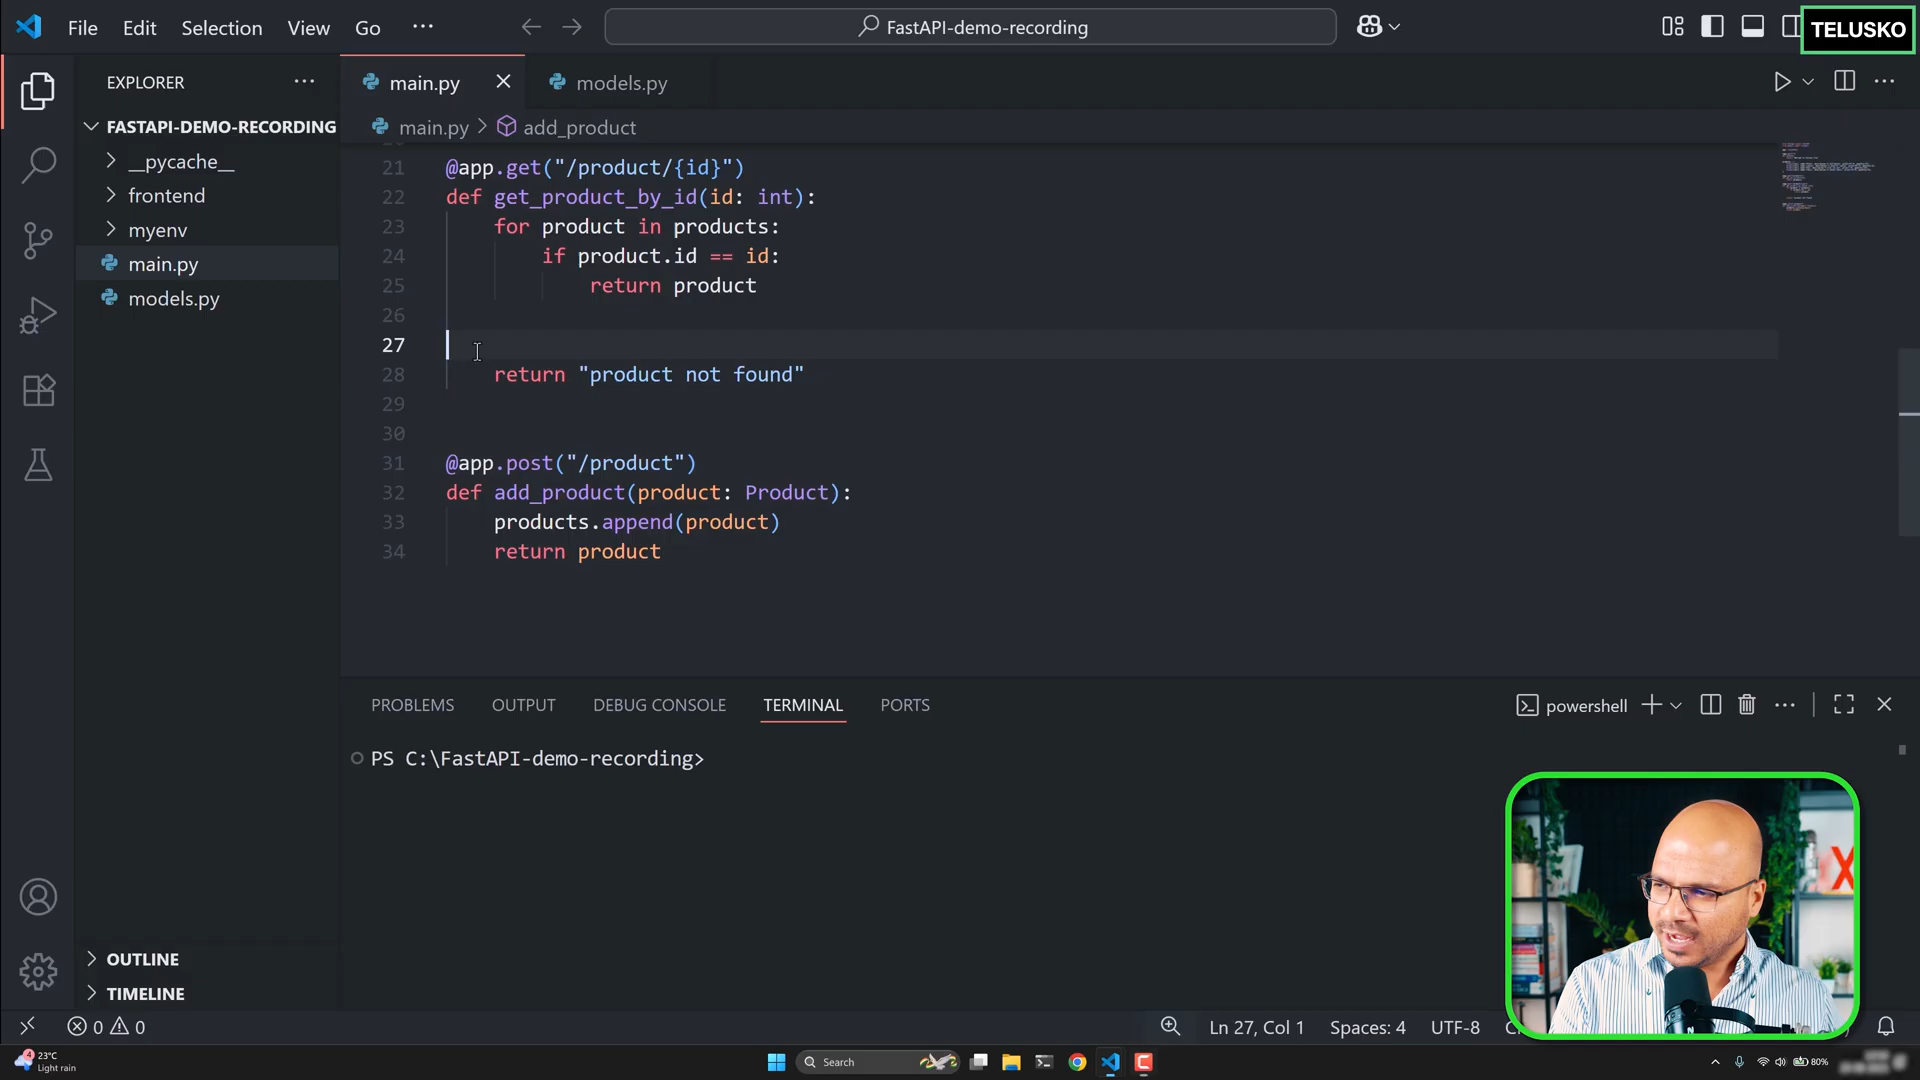 File Edit Selection View Go ···
FastAPI-demo-recording
TELUSKO
EXPLORER ···
main.py
models.py
FASTAPI-DEMO-RECORDING
main.py > add_product
__pycache__
frontend
myenv
main.py
models.py
21 @app.get("/product/{id}")
22 def get_product_by_id(id: int):
23 for product in products:
24 if product.id == id:
25 return product
26
27
28 return "product not found"
29
30
31 @app.post("/product")
32 def add_product(product: Product):
33 products.append(product)
34 return product
PROBLEMS OUTPUT DEBUG CONSOLE TERMINAL PORTS
powershell
PS C:\FastAPI-demo-recording>
OUTLINE
TIMELINE
0 0
Ln 27, Col 1 Spaces: 4 UTF-8
4
23°C
Light rain
Search
80%